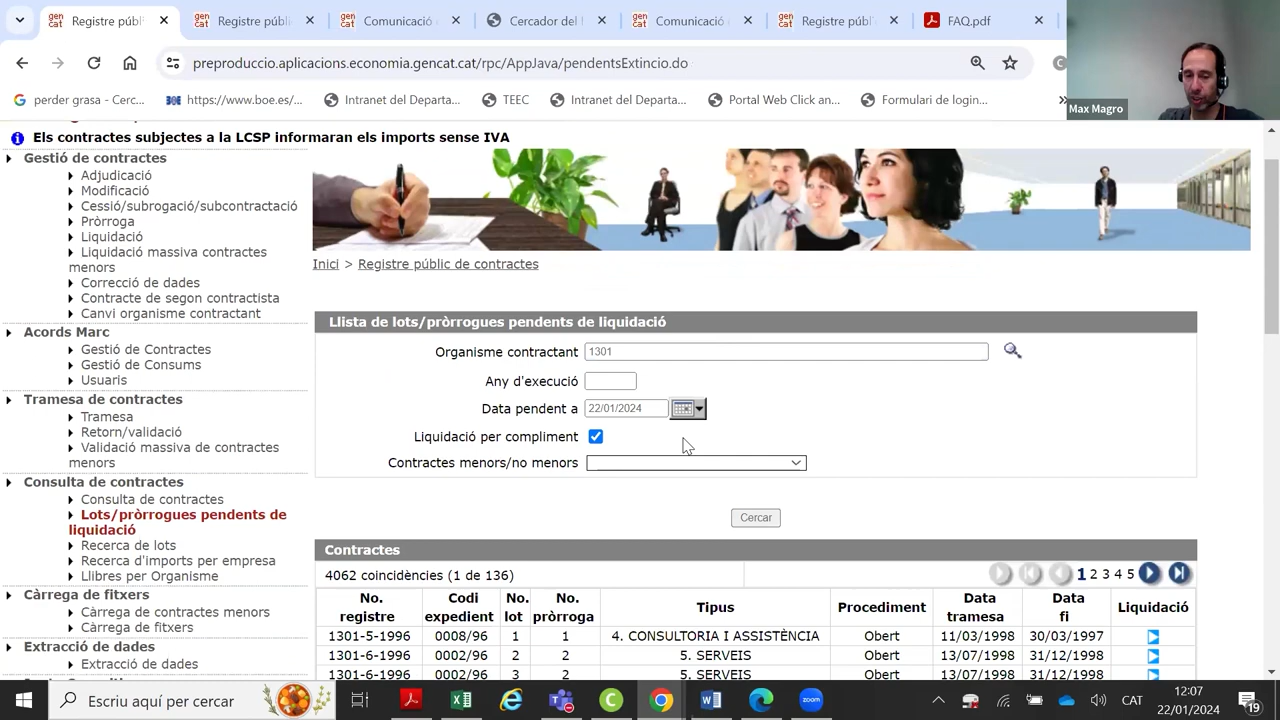 Registre públic
Registre públi
Comunicació
Cercador del
Comunicació
Registre públ
FAQ.pdf
preproduccio.aplicacions.economia.gencat.cat/rpc/AppJava/pendentsExtincio.do
perder grasa - Cerc...
https://www.boe.es/...
Intranet del Departa...
TEEC
Intranet del Departa...
Portal Web Click an...
Formulari de login...
Max Magro
Els contractes subjectes a la LCSP informaran els imports sense IVA
Gestió de contractes
Adjudicació
Modificació
Cessió/subrogació/subcontractació
Pròrroga
Liquidació
Liquidació massiva contractes
menors
Correcció de dades
Contracte de segon contractista
Canvi organisme contractant
Acords Marc
Gestió de Contractes
Gestió de Consums
Usuaris
Tramesa de contractes
Tramesa
Retorn/validació
Validació massiva de contractes
menors
Consulta de contractes
Consulta de contractes
Lots/pròrrogues pendents de
liquidació
Recerca de lots
Recerca d'imports per empresa
Llibres per Organisme
Càrrega de fitxers
Càrrega de contractes menors
Càrrega de fitxers
Extracció de dades
Extracció de dades
Inici > Registre públic de contractes
Llista de lots/pròrrogues pendents de liquidació
Organisme contractant 1301
Any d'execució
Data pendent a 22/01/2024
Liquidació per compliment
Contractes menors/no menors
Cercar
Contractes
4062 coincidències (1 de 136) 1 2 3 4 5
No. registre Codi expedient No. lot No. pròrroga Tipus Procediment Data tramesa Data fi Liquidació
1301-5-1996 0008/96 1 1 4. CONSULTORIA I ASSISTÈNCIA Obert 11/03/1998 30/03/1997
1301-6-1996 0002/96 2 2 5. SERVEIS Obert 13/07/1998 31/12/1998
1301-6-1996 0002/96 3 2 5. SERVEIS Obert 13/07/1998 31/12/1998
Escriu aquí per cercar
zoom
CAT
12:07
22/01/2024
19